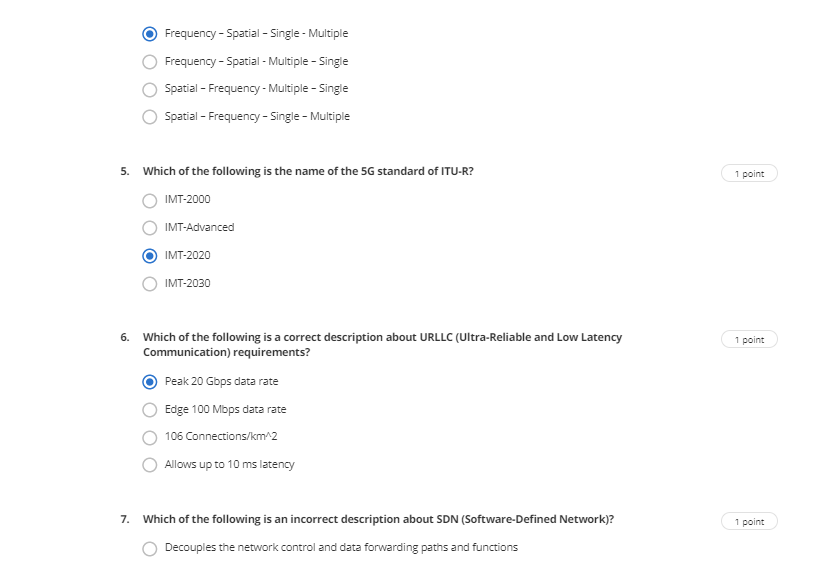 Frequency – Spatial – Single - Multiple
Frequency – Spatial - Multiple – Single
Spatial – Frequency - Multiple – Single
Spatial – Frequency – Single – Multiple
5. Which of the following is the name of the 5G standard of ITU-R? 1 point
IMT-2000
IMT-Advanced
IMT-2020
IMT-2030
6. Which of the following is a correct description about URLLC (Ultra-Reliable and Low Latency 1 point
Communication) requirements?
Peak 20 Gbps data rate
Edge 100 Mbps data rate
106 Connections/km^2
Allows up to 10 ms latency
7. Which of the following is an incorrect description about SDN (Software-Defined Network)? 1 point
Decouples the network control and data forwarding paths and functions